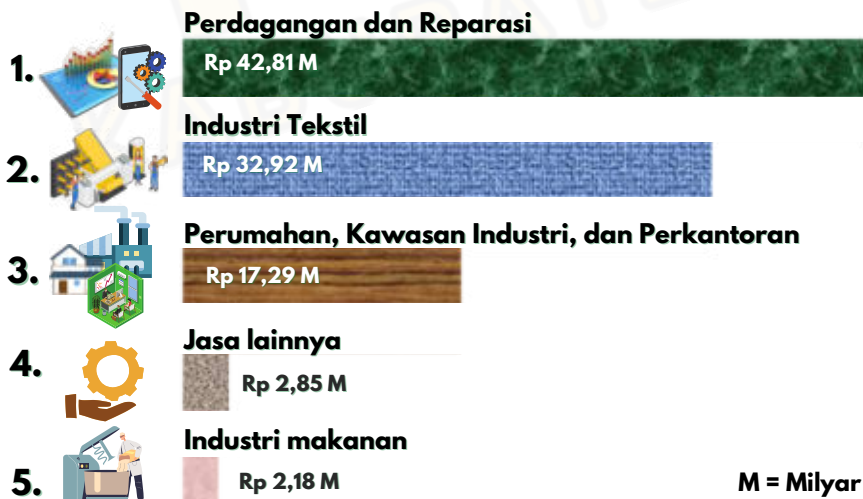 1.
Perdagangan dan Reparasi
Rp 42,81 M
2.
Industri Tekstil
Rp 32,92 M
3.
Perumahan, Kawasan Industri, dan Perkantoran
Rp 17,29 M
4.
Jasa lainnya
Rp 2,85 M
5.
Industri makanan
Rp 2,18 M
M = Milyar